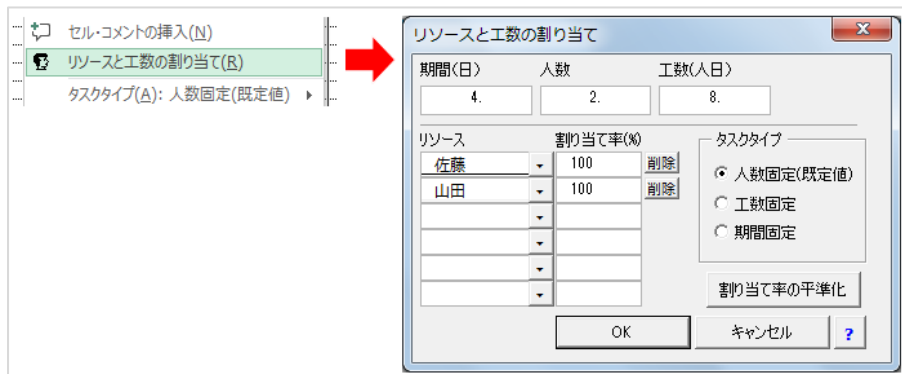 セル・コメントの挿入(N)
リソースと工数の割り当て(R)
タスクタイプ(A): 人数固定(既定値)
リソースと工数の割り当て
期間(日) 人数 工数(人日)
4. 2. 8.
リソース 割り当て率(%) タスクタイプ
佐藤 100 削除
山田 100 削除
人数固定(既定値)
工数固定
期間固定
割り当て率の平準化
OK キャンセル ?